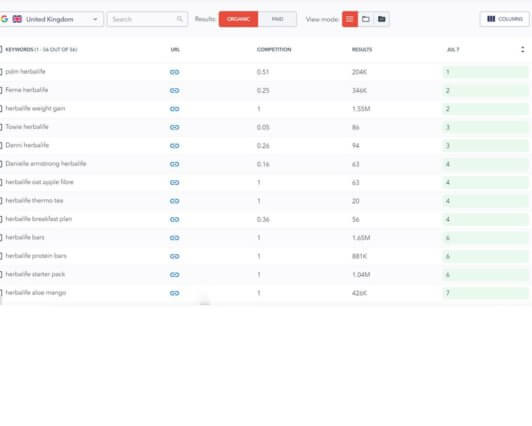 G United Kingdom Search Results: ORGANIC PAID View mode: COLUMNS
KEYWORDS (1 - 56 OUT OF 56) URL COMPETITION RESULTS JUL 7
pdm herbalife 0.51 204K 1
Ferne herbalife 0.25 346K 2
herbalife weight gain 1 1.55M 2
Towie herbalife 0.05 86 3
Danni herbalife 0.26 94 3
Danielle armstrong herbalife 0.16 63 4
herbalife oat apple fibre 1 63 4
herbalife thermo tea 1 20 4
herbalife breakfast plan 0.36 56 4
herbalife bars 1 1.65M 6
herbalife protein bars 1 881K 6
herbalife starter pack 1 1.04M 6
herbalife aloe mango 1 426K 7